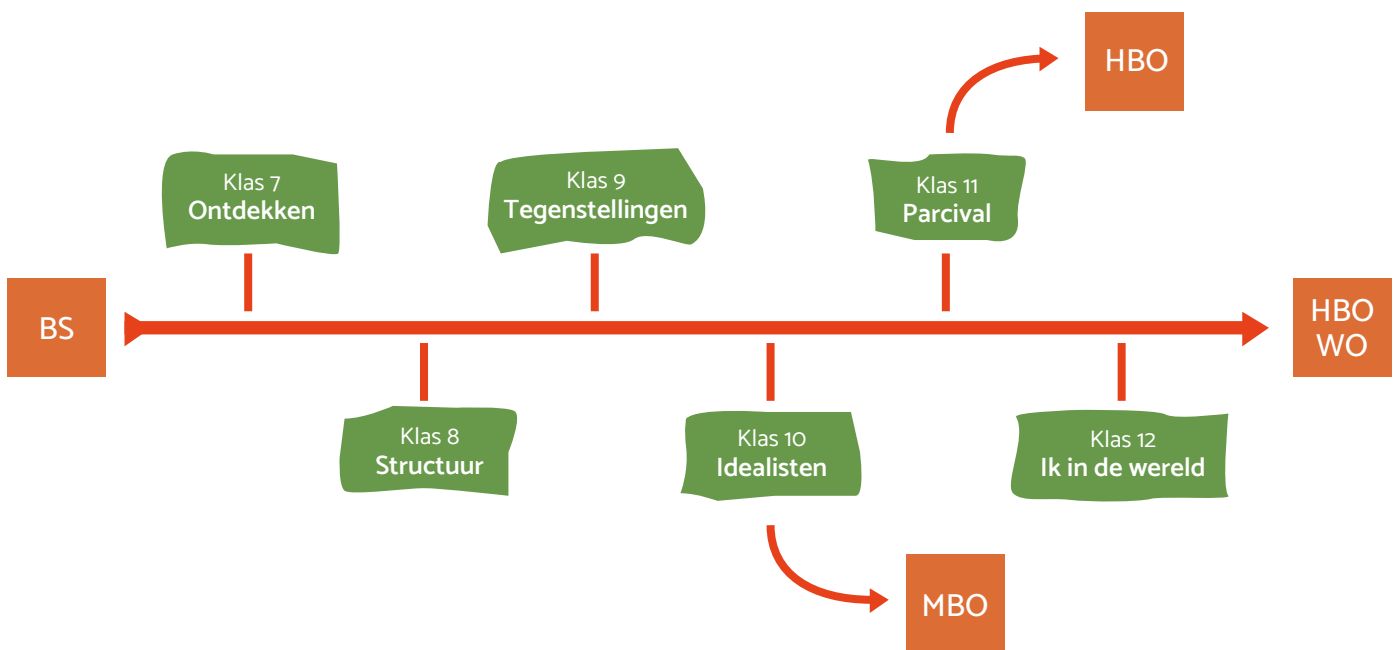 BS
Klas 7
Ontdekken
Klas 8
Structuur
Klas 9
Tegenstellingen
Klas 10
Idealisten
MBO
Klas 11
Parcival
HBO
Klas 12
Ik in de wereld
HBO
WO